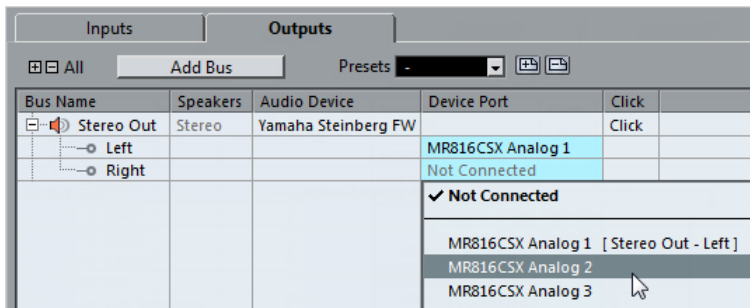 Inputs Outputs
All Add Bus Presets -
Bus Name Speakers Audio Device Device Port Click
Stereo Out Stereo Yamaha Steinberg FW Click
Left MR816CSX Analog 1
Right Not Connected
✓ Not Connected
MR816CSX Analog 1 [ Stereo Out - Left ]
MR816CSX Analog 2
MR816CSX Analog 3